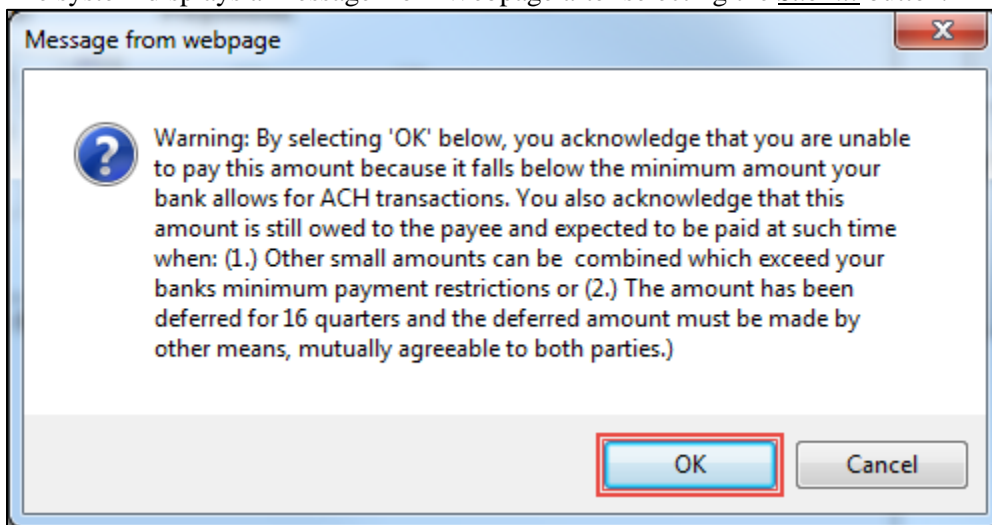 Message from webpage
Warning: By selecting 'OK' below, you acknowledge that you are unable
to pay this amount because it falls below the minimum amount your
bank allows for ACH transactions. You also acknowledge that this
amount is still owed to the payee and expected to be paid at such time
when: (1.) Other small amounts can be  combined which exceed your
banks minimum payment restrictions or (2.) The amount has been
deferred for 16 quarters and the deferred amount must be made by
other means, mutually agreeable to both parties.)
OK
Cancel